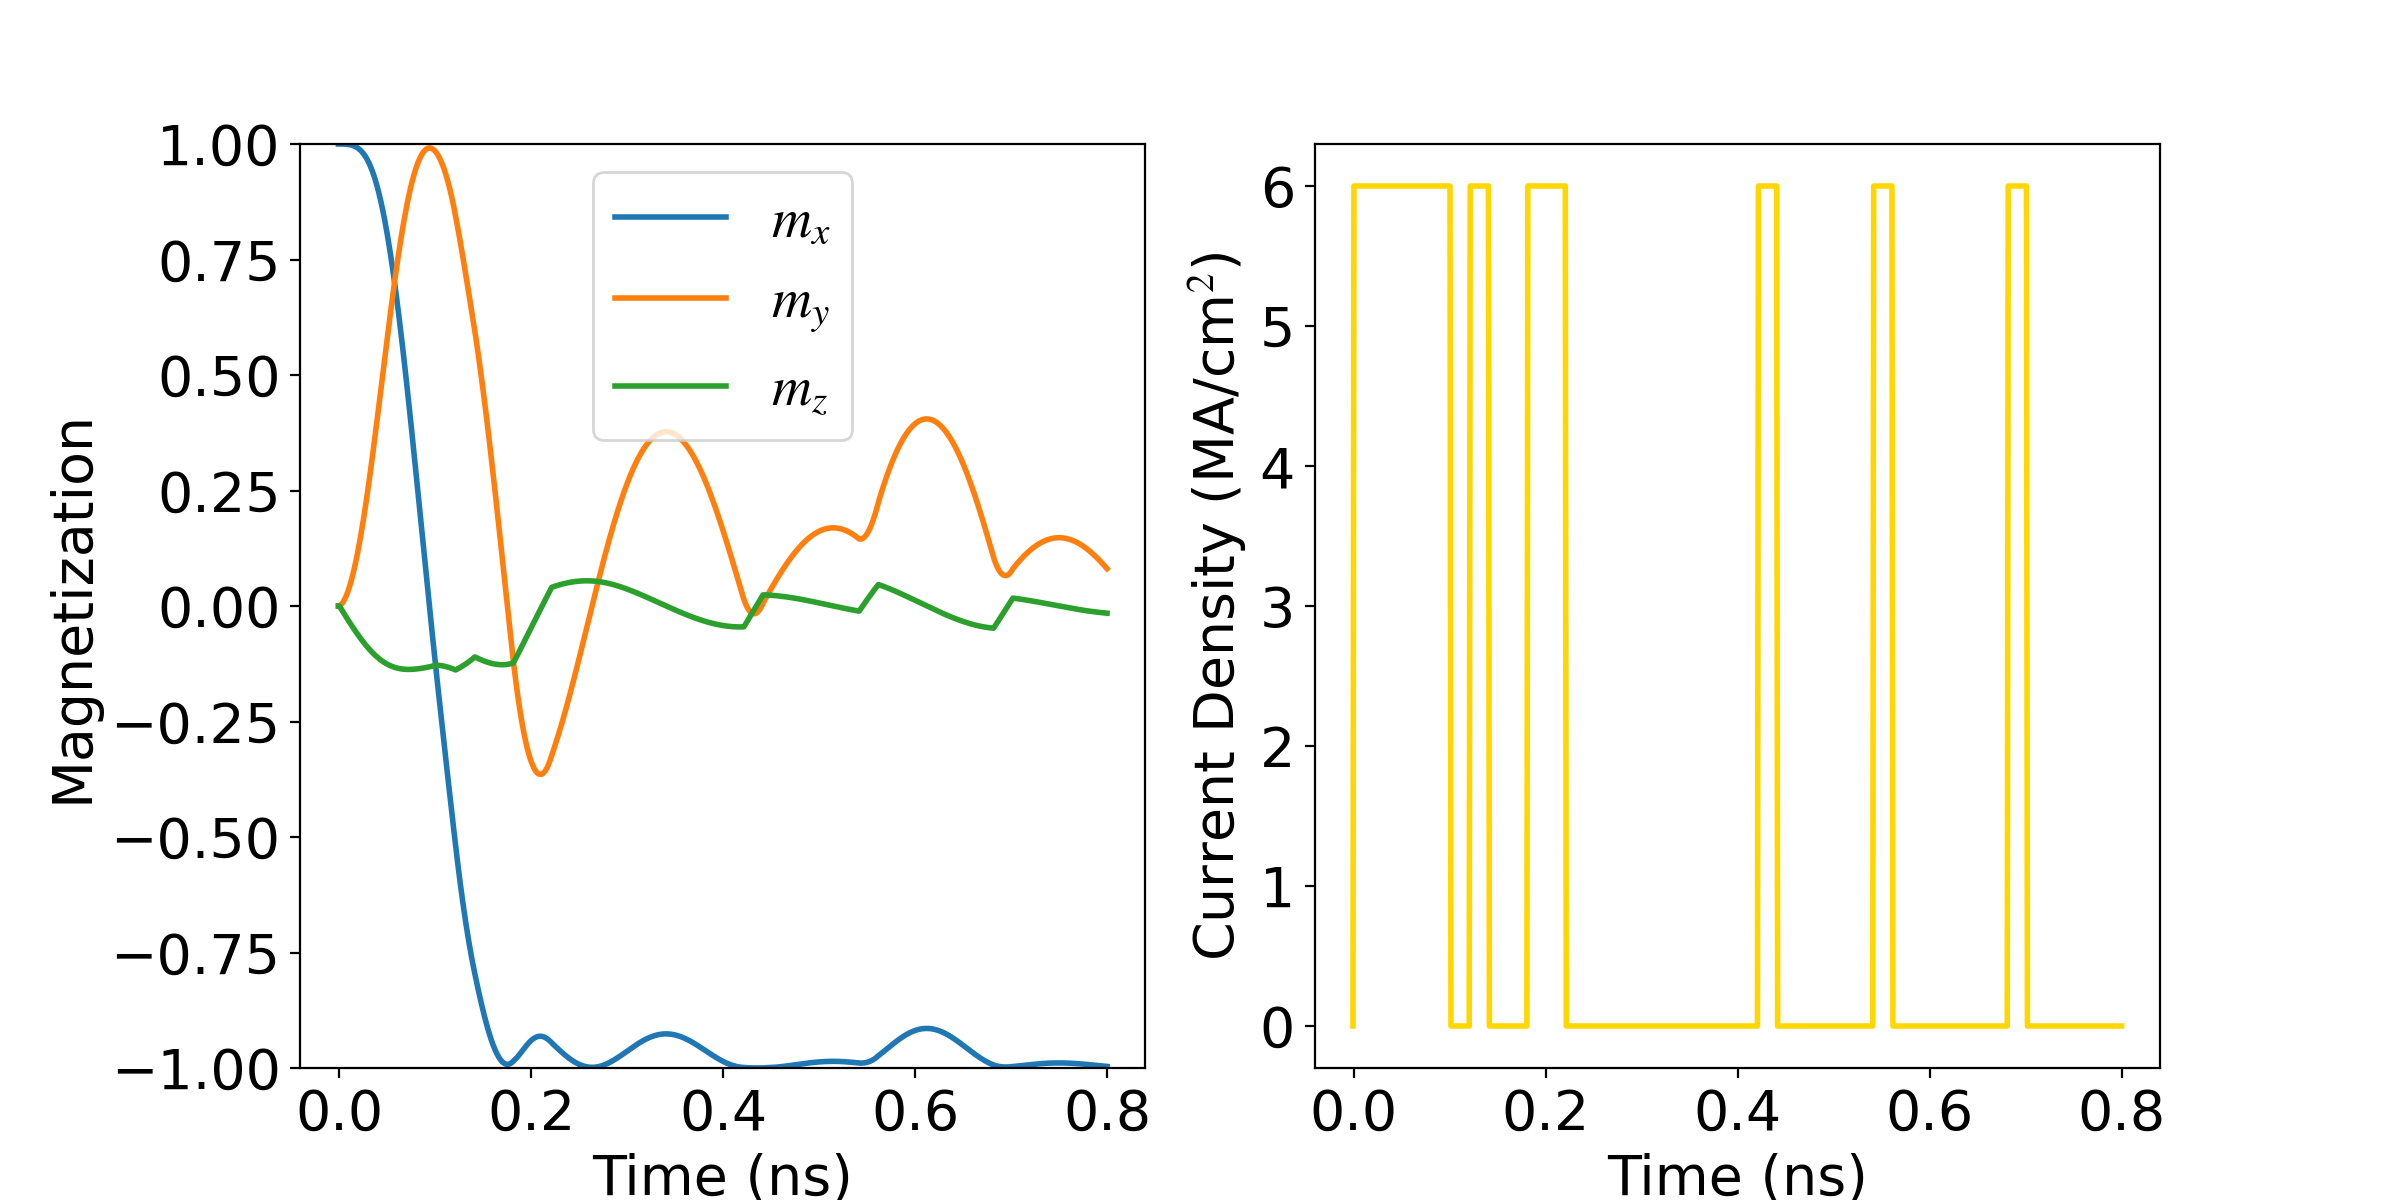 Magnetization
1.00
0.75
0.50
0.25
0.00
−0.25
−0.50
−0.75
−1.00
0.0 0.2 0.4 0.6 0.8
Time (ns)
m_x
m_y
m_z
Current Density (MA/cm²)
6
5
4
3
2
1
0
0.0 0.2 0.4 0.6 0.8
Time (ns)